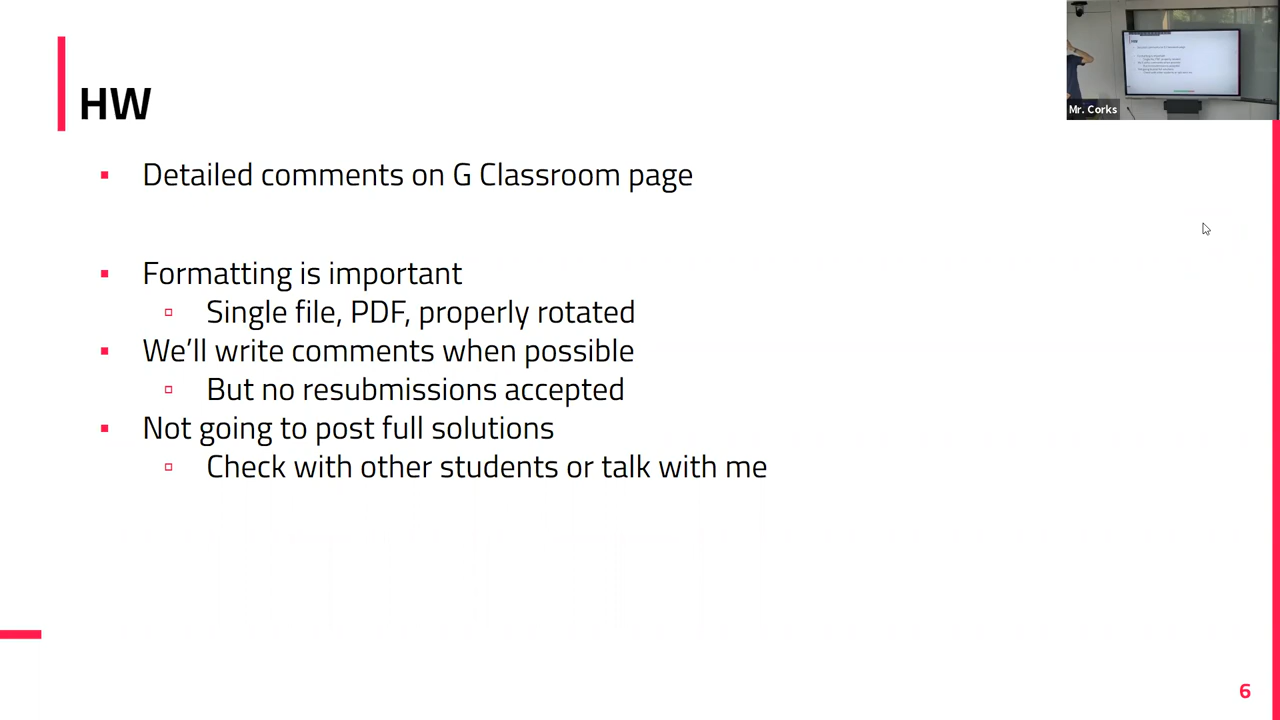 HW
Mr. Corks
Detailed comments on G Classroom page
Formatting is important
Single file, PDF, properly rotated
We'll write comments when possible
But no resubmissions accepted
Not going to post full solutions
Check with other students or talk with me
6